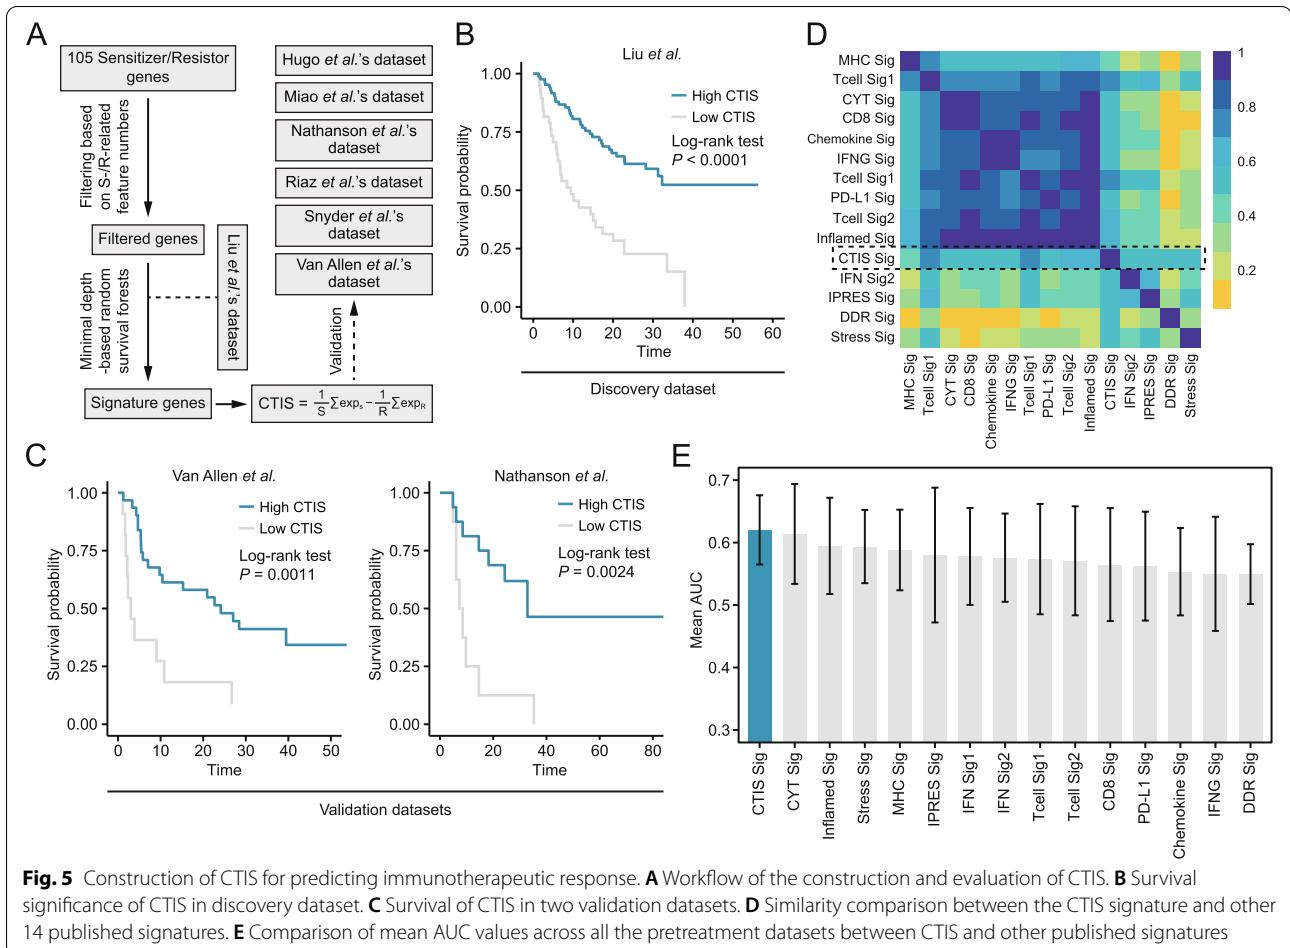 A
105 Sensitizer/Resistor
genes
Filtering based
on S-/R-related
feature numbers
Filtered genes
Minimal depth
-based random
survival forests
Liu et al.'s dataset
Signature genes
CTIS = 1/S ∑exps − 1/R ∑expR
Validation
Hugo et al.'s dataset
Miao et al.'s dataset
Nathanson et al.'s
dataset
Riaz et al.'s dataset
Snyder et al.'s
dataset
Van Allen et al.'s
dataset
B
Liu et al.
High CTIS
Low CTIS
Log-rank test
P < 0.0001
Survival probability
1.00
0.75
0.50
0.25
0.00
0 10 20 30 40 50 60
Time
Discovery dataset
D
MHC Sig
Tcell Sig1
CYT Sig
CD8 Sig
Chemokine Sig
IFNG Sig
Tcell Sig1
PD-L1 Sig
Tcell Sig2
Inflamed Sig
CTIS Sig
IFN Sig2
IPRES Sig
DDR Sig
Stress Sig
MHC Sig
Tcell Sig1
CYT Sig
CD8 Sig
Chemokine Sig
IFNG Sig
Tcell Sig1
PD-L1 Sig
Tcell Sig2
Inflamed Sig
CTIS Sig
IFN Sig2
IPRES Sig
DDR Sig
Stress Sig
1
0.8
0.6
0.4
0.2
C
Van Allen et al.
High CTIS
Low CTIS
Log-rank test
P = 0.0011
Survival probability
1.00
0.75
0.50
0.25
0.00
0 10 20 30 40 50
Time
Nathanson et al.
High CTIS
Low CTIS
Log-rank test
P = 0.0024
Survival probability
1.00
0.75
0.50
0.25
0.00
0 20 40 60 80
Time
Validation datasets
E
Mean AUC
0.7
0.6
0.5
0.4
0.3
CTIS Sig
CYT Sig
Inflamed Sig
Stress Sig
MHC Sig
IPRES Sig
IFN Sig1
IFN Sig2
Tcell Sig1
Tcell Sig2
CD8 Sig
PD-L1 Sig
Chemokine Sig
IFNG Sig
DDR Sig
Fig. 5 Construction of CTIS for predicting immunotherapeutic response. A Workflow of the construction and evaluation of CTIS. B Survival
significance of CTIS in discovery dataset. C Survival of CTIS in two validation datasets. D Similarity comparison between the CTIS signature and other
14 published signatures. E Comparison of mean AUC values across all the pretreatment datasets between CTIS and other published signatures